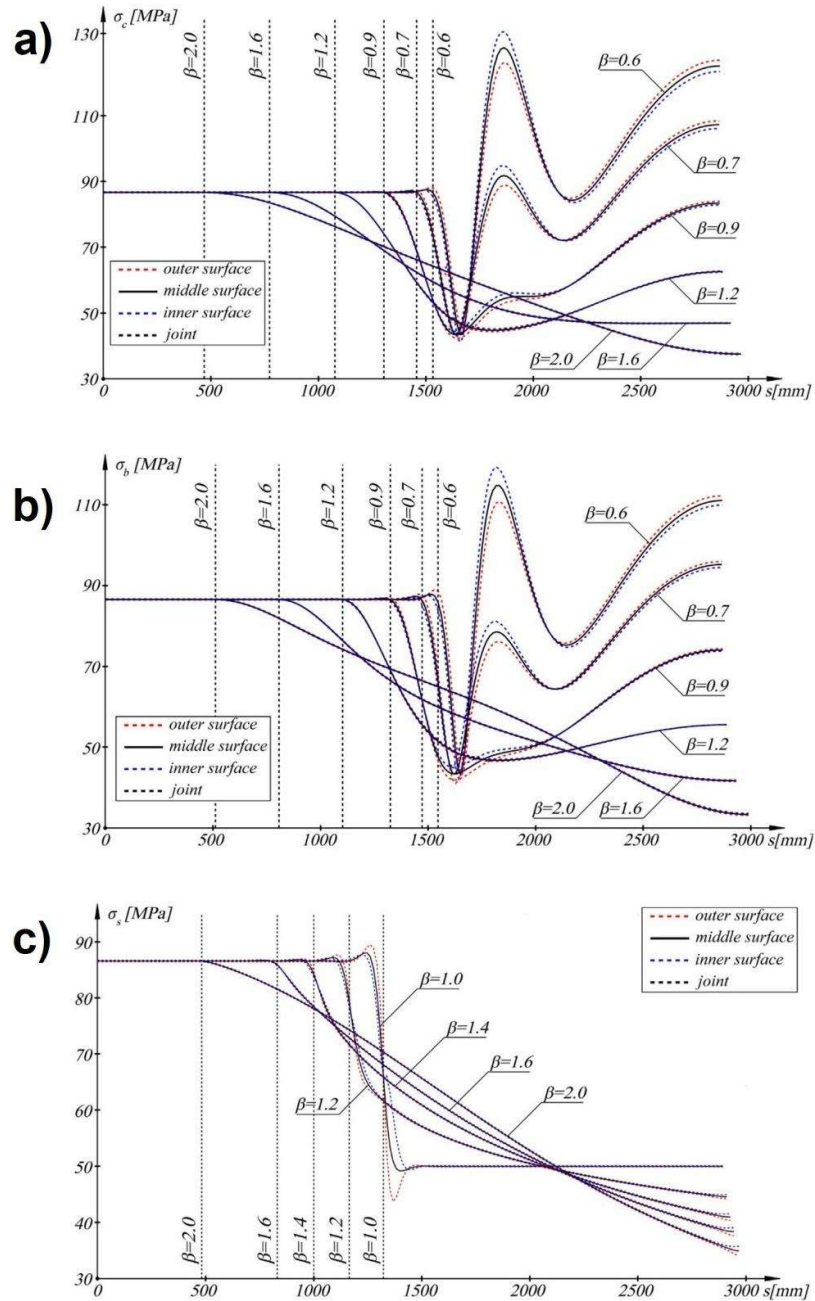 a)
σc [MPa]
130
110
90
70
50
30
β=2.0
β=1.6
β=1.2
β=0.9
β=0.7
β=0.6
β=0.6
β=0.7
β=0.9
β=1.2
β=2.0
β=1.6
outer surface
middle surface
inner surface
joint
0 500 1000 1500 2000 2500 3000 s[mm]
b)
σb [MPa]
110
90
70
50
30
β=2.0
β=1.6
β=1.2
β=0.9
β=0.7
β=0.6
β=0.6
β=0.7
β=0.9
β=1.2
β=2.0
β=1.6
outer surface
middle surface
inner surface
joint
0 500 1000 1500 2000 2500 3000 s[mm]
c)
σs [MPa]
90
80
70
60
50
40
30
outer surface
middle surface
inner surface
joint
β=1.0
β=1.4
β=1.6
β=2.0
β=1.2
β=2.0
β=1.6
β=1.4
β=1.2
β=1.0
0 500 1000 1500 2000 2500 3000 s[mm]